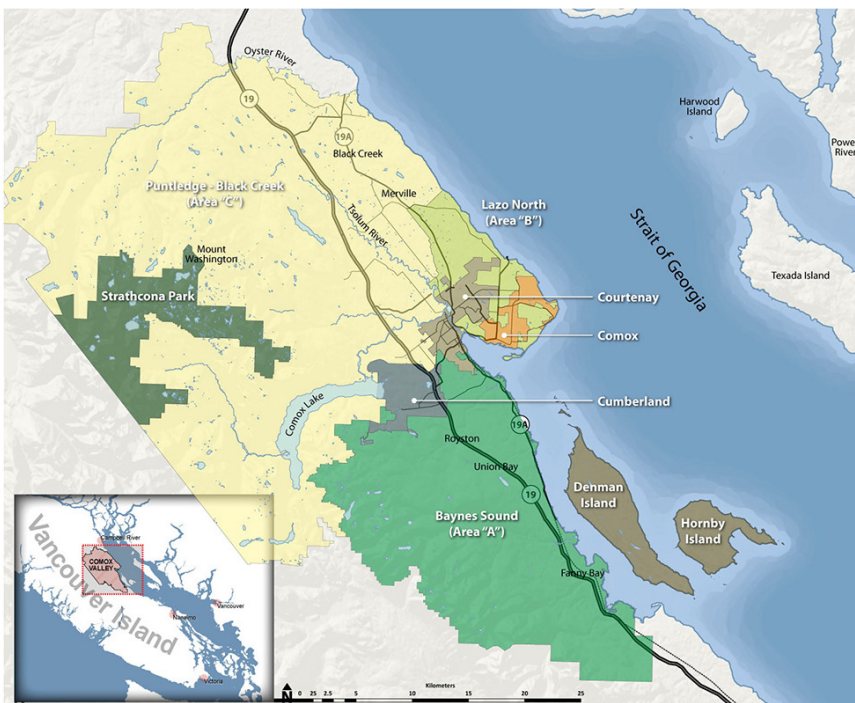 Oyster River
19
Harwood
Island
19A
Powe
River
Black Creek
Puntledge - Black Creek
(Area "C")
Merville
Lazo North
(Area "B")
Tsolum River
Strait of Georgia
Mount
Washington
Texada Island
Strathcona Park
Courtenay
Comox
Comox Lake
Cumberland
19A
Royston
Union Bay
Denman
Island
19
Baynes Sound
(Area "A")
Hornby
Island
Fanny Bay
Campbell River
COMOX
VALLEY
Vancouver Island
Vancouver
Nanaimo
Victoria
N
Kilometers
0 25 2.5 5 10 15 20 25